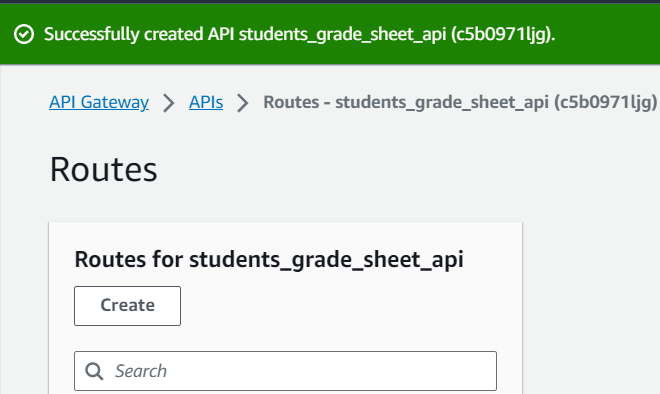 Successfully created API students_grade_sheet_api (c5b0971ljg).
API Gateway > APIs > Routes - students_grade_sheet_api (c5b0971ljg)
Routes
Routes for students_grade_sheet_api
Create
Search